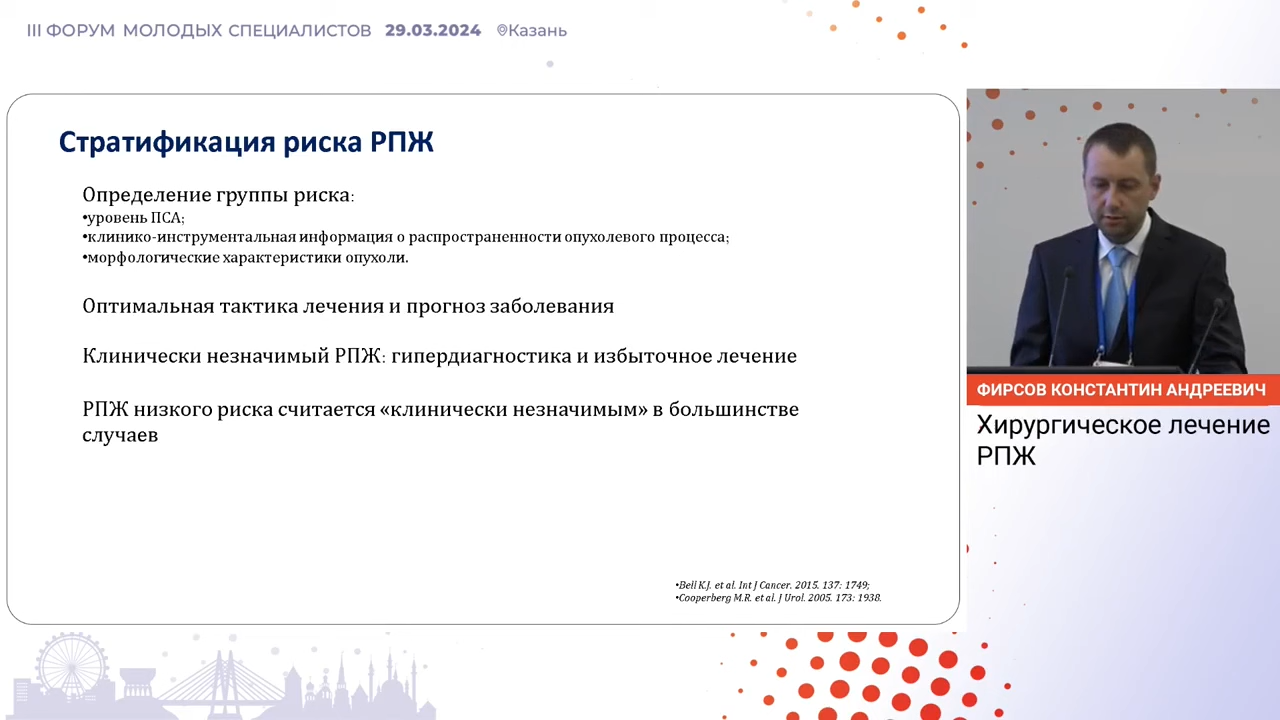 III ФОРУМ МОЛОДЫХ СПЕЦИАЛИСТОВ 29.03.2024 Казань
Стратификация риска РПЖ
Определение группы риска:
•уровень ПСА;
•клинико-инструментальная информация о распространенности опухолевого процесса;
•морфологические характеристики опухоли.
Оптимальная тактика лечения и прогноз заболевания
Клинически незначимый РПЖ: гипердиагностика и избыточное лечение
РПЖ низкого риска считается «клинически незначимым» в большинстве
случаев
•Bell K.J. et al. Int J Cancer. 2015. 137: 1749;
•Cooperberg M.R. et al. J Urol. 2005. 173: 1938.
ФИРСОВ КОНСТАНТИН АНДРЕЕВИЧ
Хирургическое лечение
РПЖ